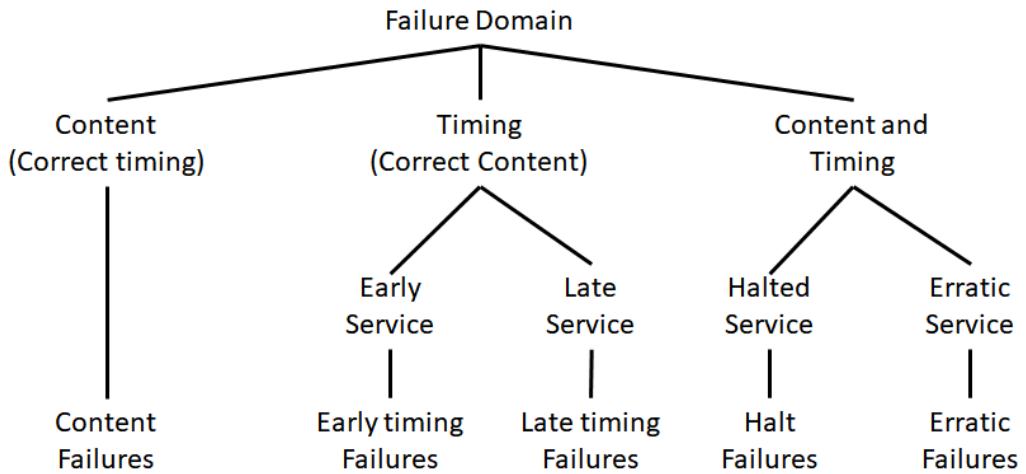 Failure Domain
Content
(Correct timing)
Timing
(Correct Content)
Content and
Timing
Early
Service
Late
Service
Halted
Service
Erratic
Service
Content
Failures
Early timing
Failures
Late timing
Failures
Halt
Failures
Erratic
Failures